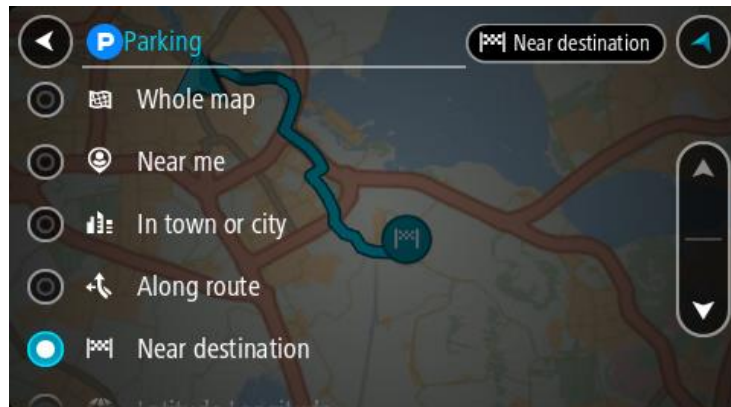 P Parking
Near destination
Whole map
Near me
In town or city
Along route
Near destination